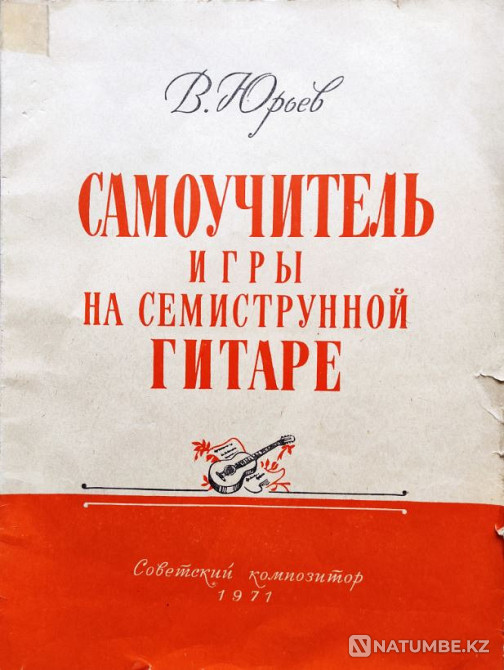 В. Юрьев
САМОУЧИТЕЛЬ
ИГРЫ
НА СЕМИСТРУННОЙ
ГИТАРЕ
Советский композитор
1971
NATUMBE.KZ